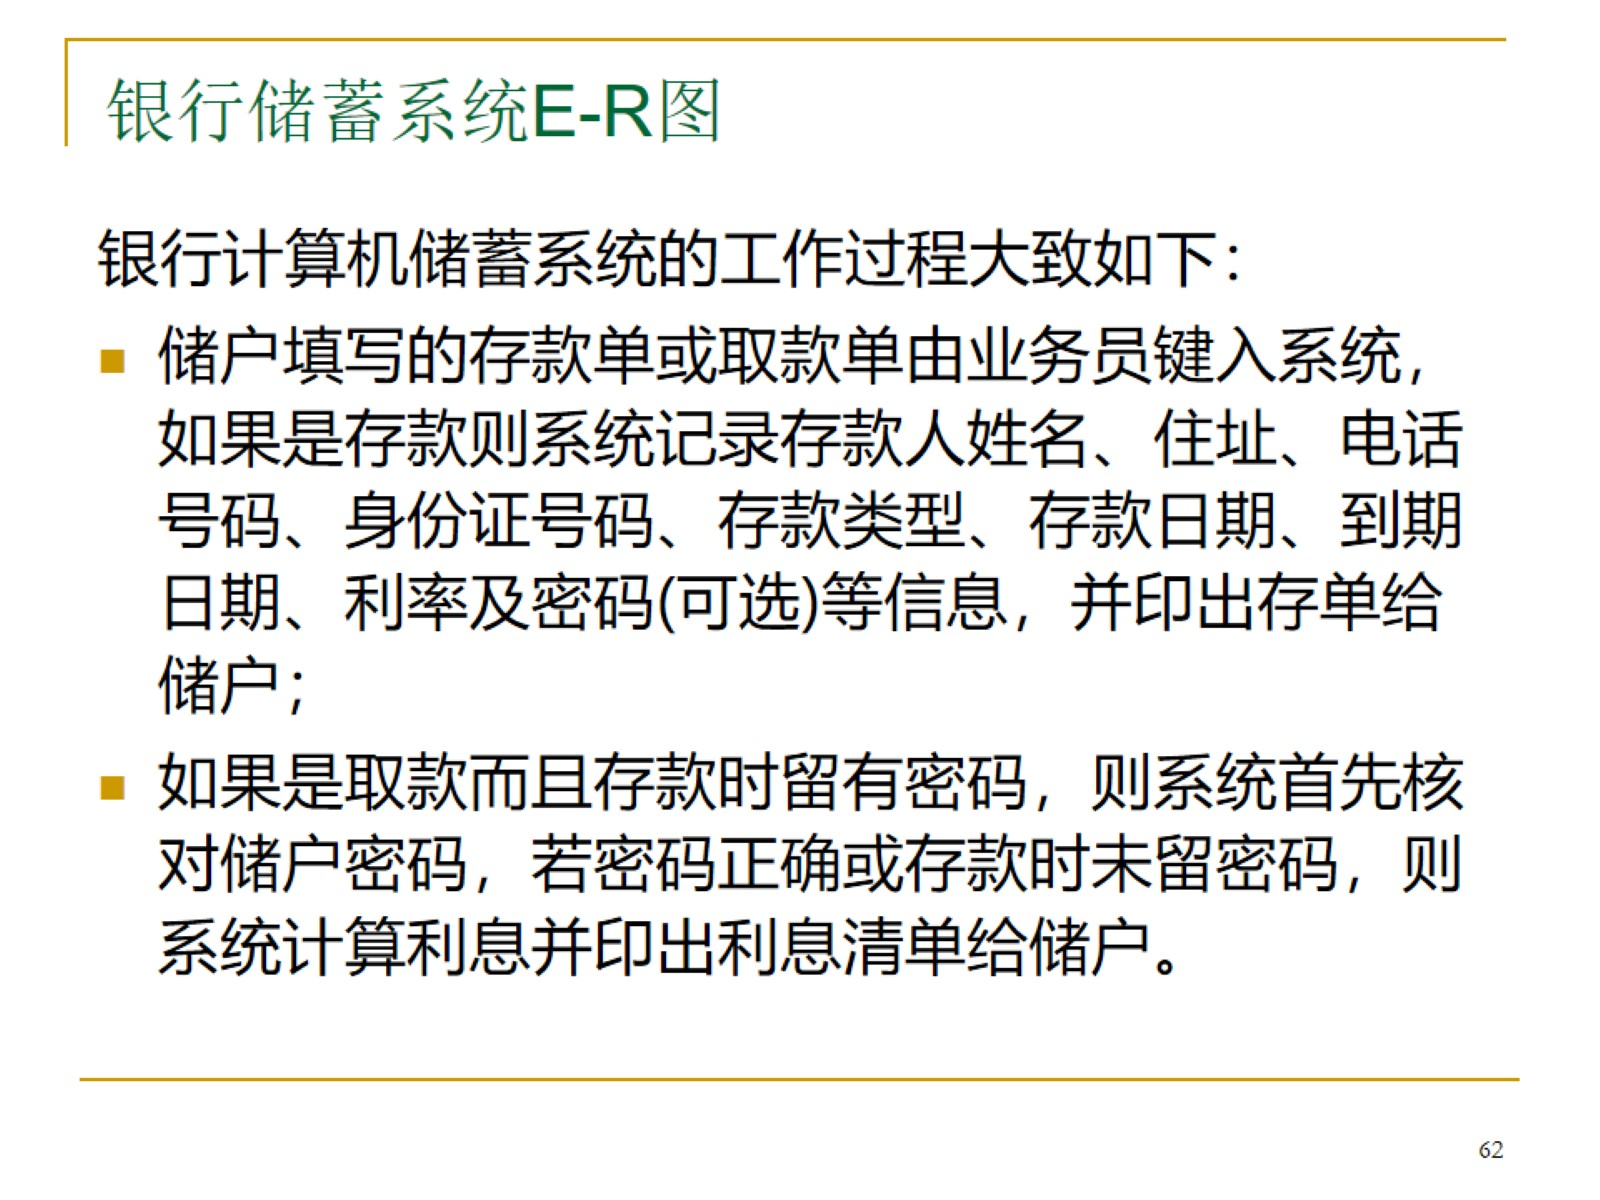 银行储蓄系统E-R图
银行计算机储蓄系统的工作过程大致如下：
储户填写的存款单或取款单由业务员键入系统，
如果是存款则系统记录存款人姓名、住址、电话
号码、身份证号码、存款类型、存款日期、到期
日期、利率及密码(可选)等信息，并印出存单给
储户；
如果是取款而且存款时留有密码，则系统首先核
对储户密码，若密码正确或存款时未留密码，则
系统计算利息并印出利息清单给储户。
62